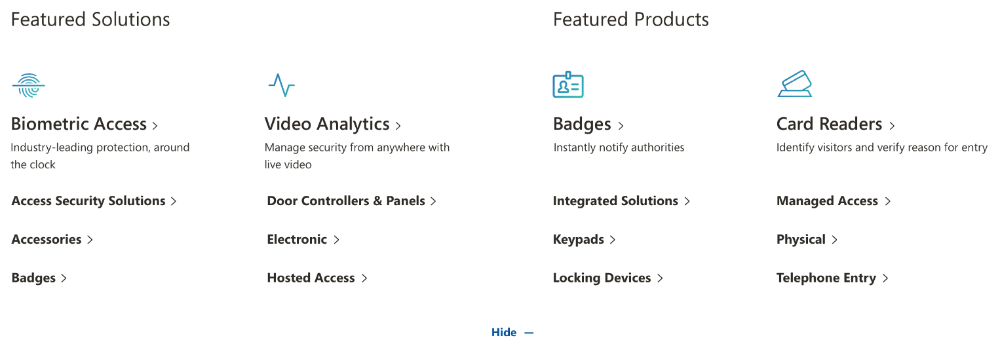 Featured Solutions
Featured Products
Biometric Access
Industry-leading protection, around
the clock
Video Analytics
Manage security from anywhere with
live video
Badges
Instantly notify authorities
Card Readers
Identify visitors and verify reason for entry
Access Security Solutions
Door Controllers & Panels
Integrated Solutions
Managed Access
Accessories
Electronic
Keypads
Physical
Badges
Hosted Access
Locking Devices
Telephone Entry
Hide —